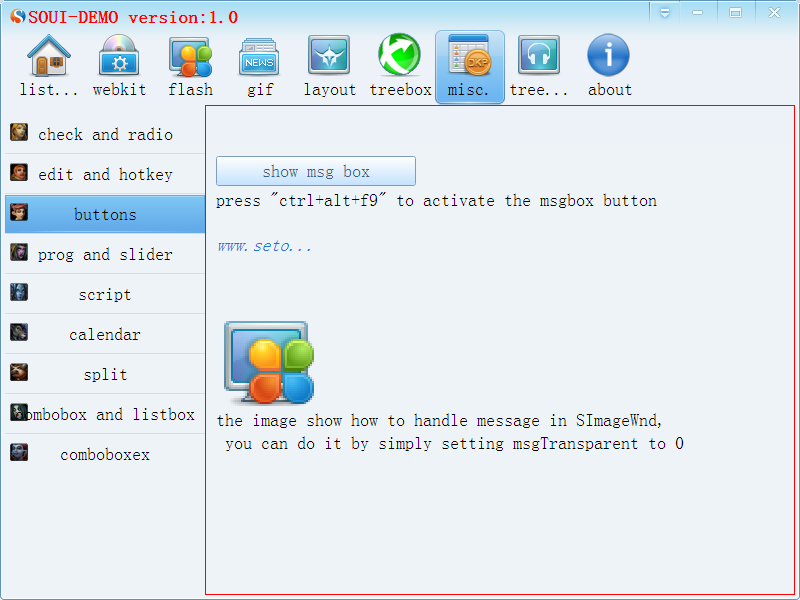 SOUI-DEMO version:1.0
list... webkit flash gif layout treebox misc. tree... about
NEWS
DKP
check and radio
edit and hotkey
buttons
prog and slider
script
calendar
split
combobox and listbox
comboboxex
show msg box
press "ctrl+alt+f9" to activate the msgbox button
www.seto...
the image show how to handle message in SImageWnd,
you can do it by simply setting msgTransparent to 0